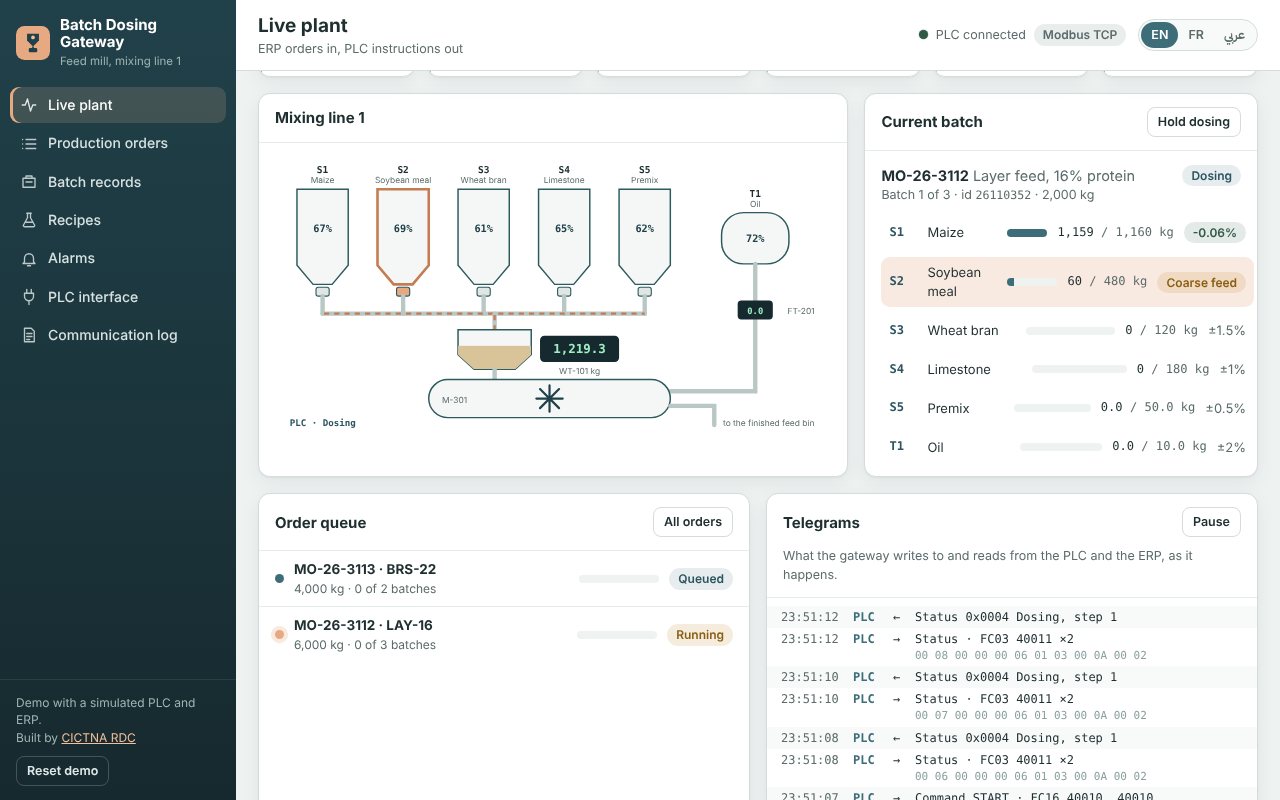 Batch Dosing
Gateway
Feed mill, mixing line 1
Live plant
Production orders
Batch records
Recipes
Alarms
PLC interface
Communication log
Demo with a simulated PLC and
ERP.
Built by CICTNA RDC
Reset demo
Live plant
ERP orders in, PLC instructions out
PLC connected
Modbus TCP
EN
FR
عربي
Mixing line 1
S1
Maize
67%
S2
Soybean meal
69%
S3
Wheat bran
61%
S4
Limestone
65%
S5
Premix
62%
T1
Oil
72%
0.0
FT-201
1,219.3
WT-101 kg
M-301
PLC · Dosing
to the finished feed bin
Current batch
Hold dosing
MO-26-3112 Layer feed, 16% protein
Dosing
Batch 1 of 3 · id 26110352 · 2,000 kg
S1 Maize 1,159 / 1,160 kg -0.06%
S2 Soybean meal 60 / 480 kg Coarse feed
S3 Wheat bran 0 / 120 kg ±1.5%
S4 Limestone 0 / 180 kg ±1%
S5 Premix 0.0 / 50.0 kg ±0.5%
T1 Oil 0.0 / 10.0 kg ±2%
Order queue
All orders
MO-26-3113 · BRS-22
4,000 kg · 0 of 2 batches
Queued
MO-26-3112 · LAY-16
6,000 kg · 0 of 3 batches
Running
Telegrams
Pause
What the gateway writes to and reads from the PLC and the ERP, as it
happens.
23:51:12 PLC ← Status 0x0004 Dosing, step 1
23:51:12 PLC → Status · FC03 40011 ×2
00 08 00 00 00 06 01 03 00 0A 00 02
23:51:10 PLC ← Status 0x0004 Dosing, step 1
23:51:10 PLC → Status · FC03 40011 ×2
00 07 00 00 00 06 01 03 00 0A 00 02
23:51:08 PLC ← Status 0x0004 Dosing, step 1
23:51:08 PLC → Status · FC03 40011 ×2
00 06 00 00 00 06 01 03 00 0A 00 02
23:51:07 PLC → Command START · FC16 40010, 40010